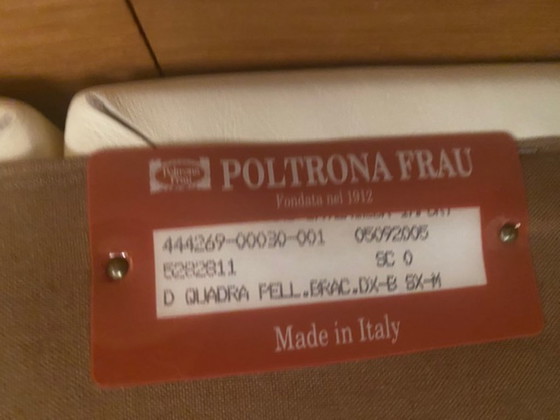 Poltrona Frau
POLTRONA FRAU
Fondata nel 1912
444269-00030-001 05092005
5282811 SC 0
D QUADRA PELL.BRAC.DX-B SX-M
Made in Italy